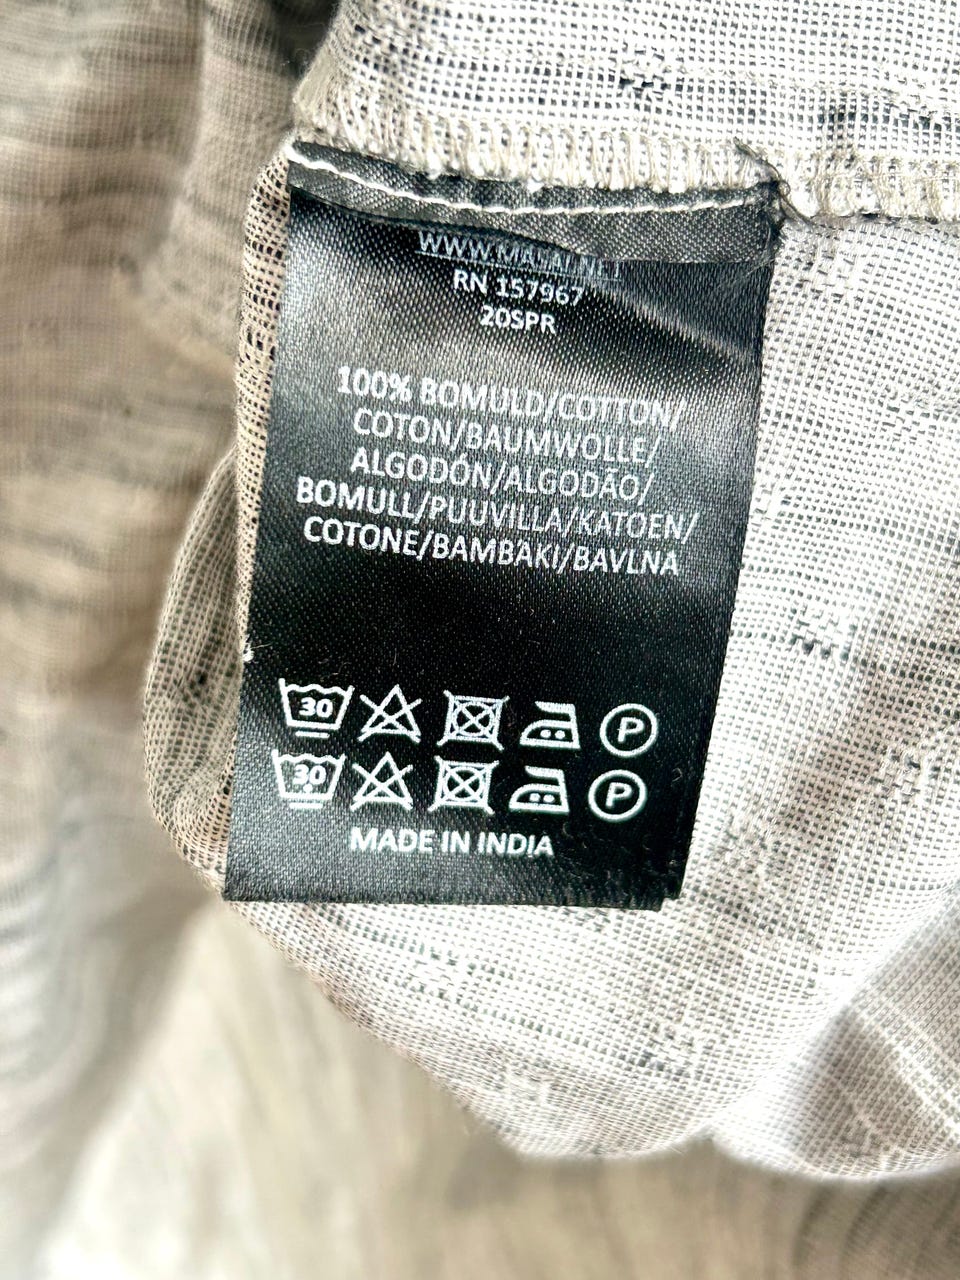 RN 157967
20SPR
100% BOMULD/COTTON/
COTON/BAUMWOLLE/
ALGODÓN/ALGODÃO/
BOMULL/PUUVILLA/KATOEN/
COTONE/BAMBAKI/BAVLNA
30 P
30 P
MADE IN INDIA